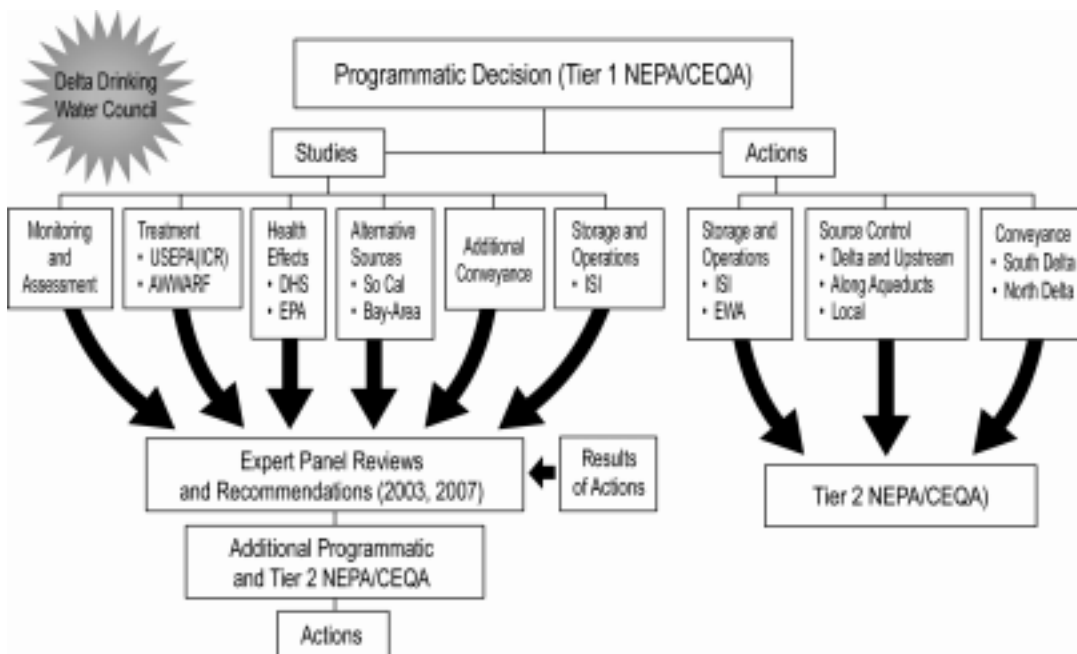 Delta Drinking
Water Council
Programmatic Decision (Tier 1 NEPA/CEQA)
Studies
Actions
Monitoring
and
Assessment
Treatment
• USEPA(ICR)
• AWWARF
Health
Effects
• DHS
• EPA
Alternative
Sources
• So Cal
• Bay-Area
Additional
Conveyance
Storage and
Operations
• ISI
Storage and
Operations
• ISI
• EWA
Source Control
• Delta and Upstream
• Along Aqueducts
• Local
Conveyance
• South Delta
• North Delta
Expert Panel Reviews
and Recommendations (2003, 2007)
Results
of Actions
Tier 2 NEPA/CEQA)
Additional Programmatic
and Tier 2 NEPA/CEQA
Actions